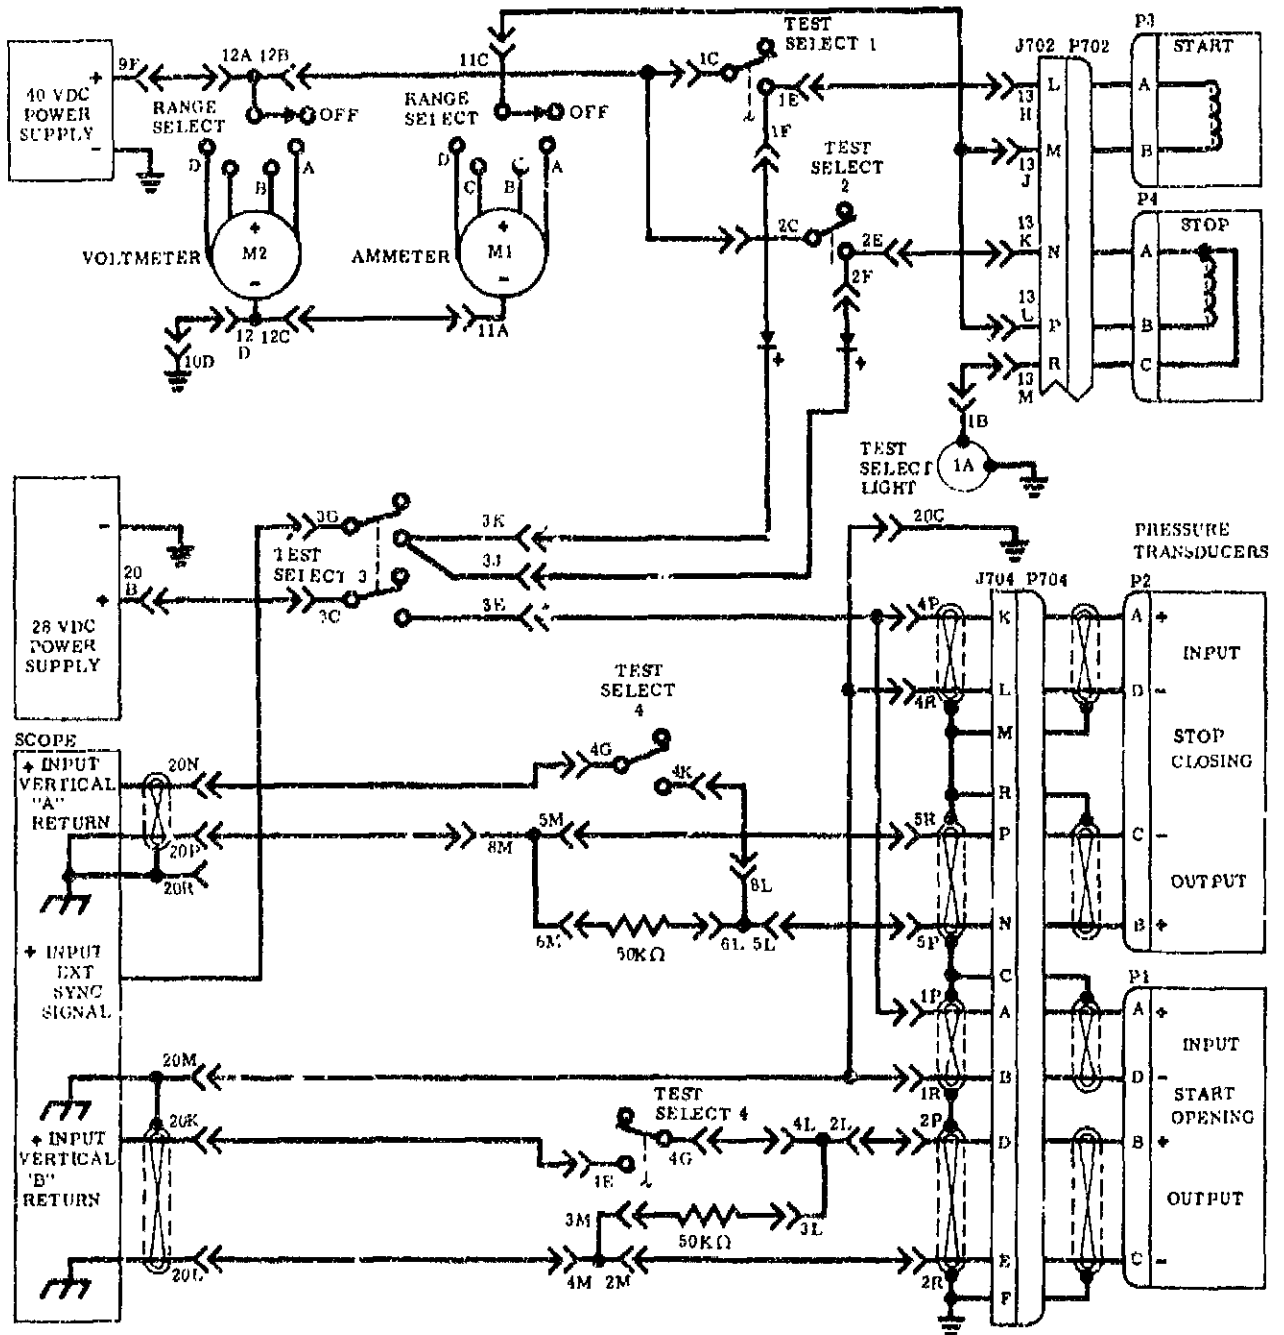 TEST
SELECT 1
P3
J702 P702
START
+
40 VDC
POWER
SUPPLY
-
9F
12A 12B
11C
1C
1E
1F
13
H
L
A
RANGE
SELECT
OFF
RANGE
SELECT
OFF
D
B
A
D
C
B
A
TEST
SELECT
2
13
J
M
B
P4
STOP
+
M2
-
VOLTMETER
+
M1
-
AMMETER
2C
2E
2F
13
K
N
A
13
L
P
B
R
C
13
M
12
D
12C
11A
10D
+
+
1B
TEST
SELECT
LIGHT
1A
-
28 VDC
POWER
SUPPLY
+
20
B
3G
TEST
SELECT 3
3C
3K
3J
3E
20C
PRESSURE
TRANSDUCERS
J704 P704
P2
4P
K
A
+
INPUT
4R
L
D
-
M
STOP
CLOSING
R
5R
P
C
-
OUTPUT
5P
N
B
+
TEST
SELECT
4
4G
4K
SCOPE
+ INPUT
VERTICAL
"A"
RETURN
20N
20P
20R
8M
5M
8L
6M
50KΩ
6L
5L
+ INPUT
EXT
SYNC
SIGNAL
C
P1
1P
A
A
+
INPUT
1R
B
D
-
START
OPENING
20M
20K
+ INPUT
VERTICAL
"B"
RETURN
20L
TEST
SELECT 4
4G
1E
4L
2L
2P
D
B
+
OUTPUT
3M
50KΩ
3L
4M
2M
2R
E
C
-
F